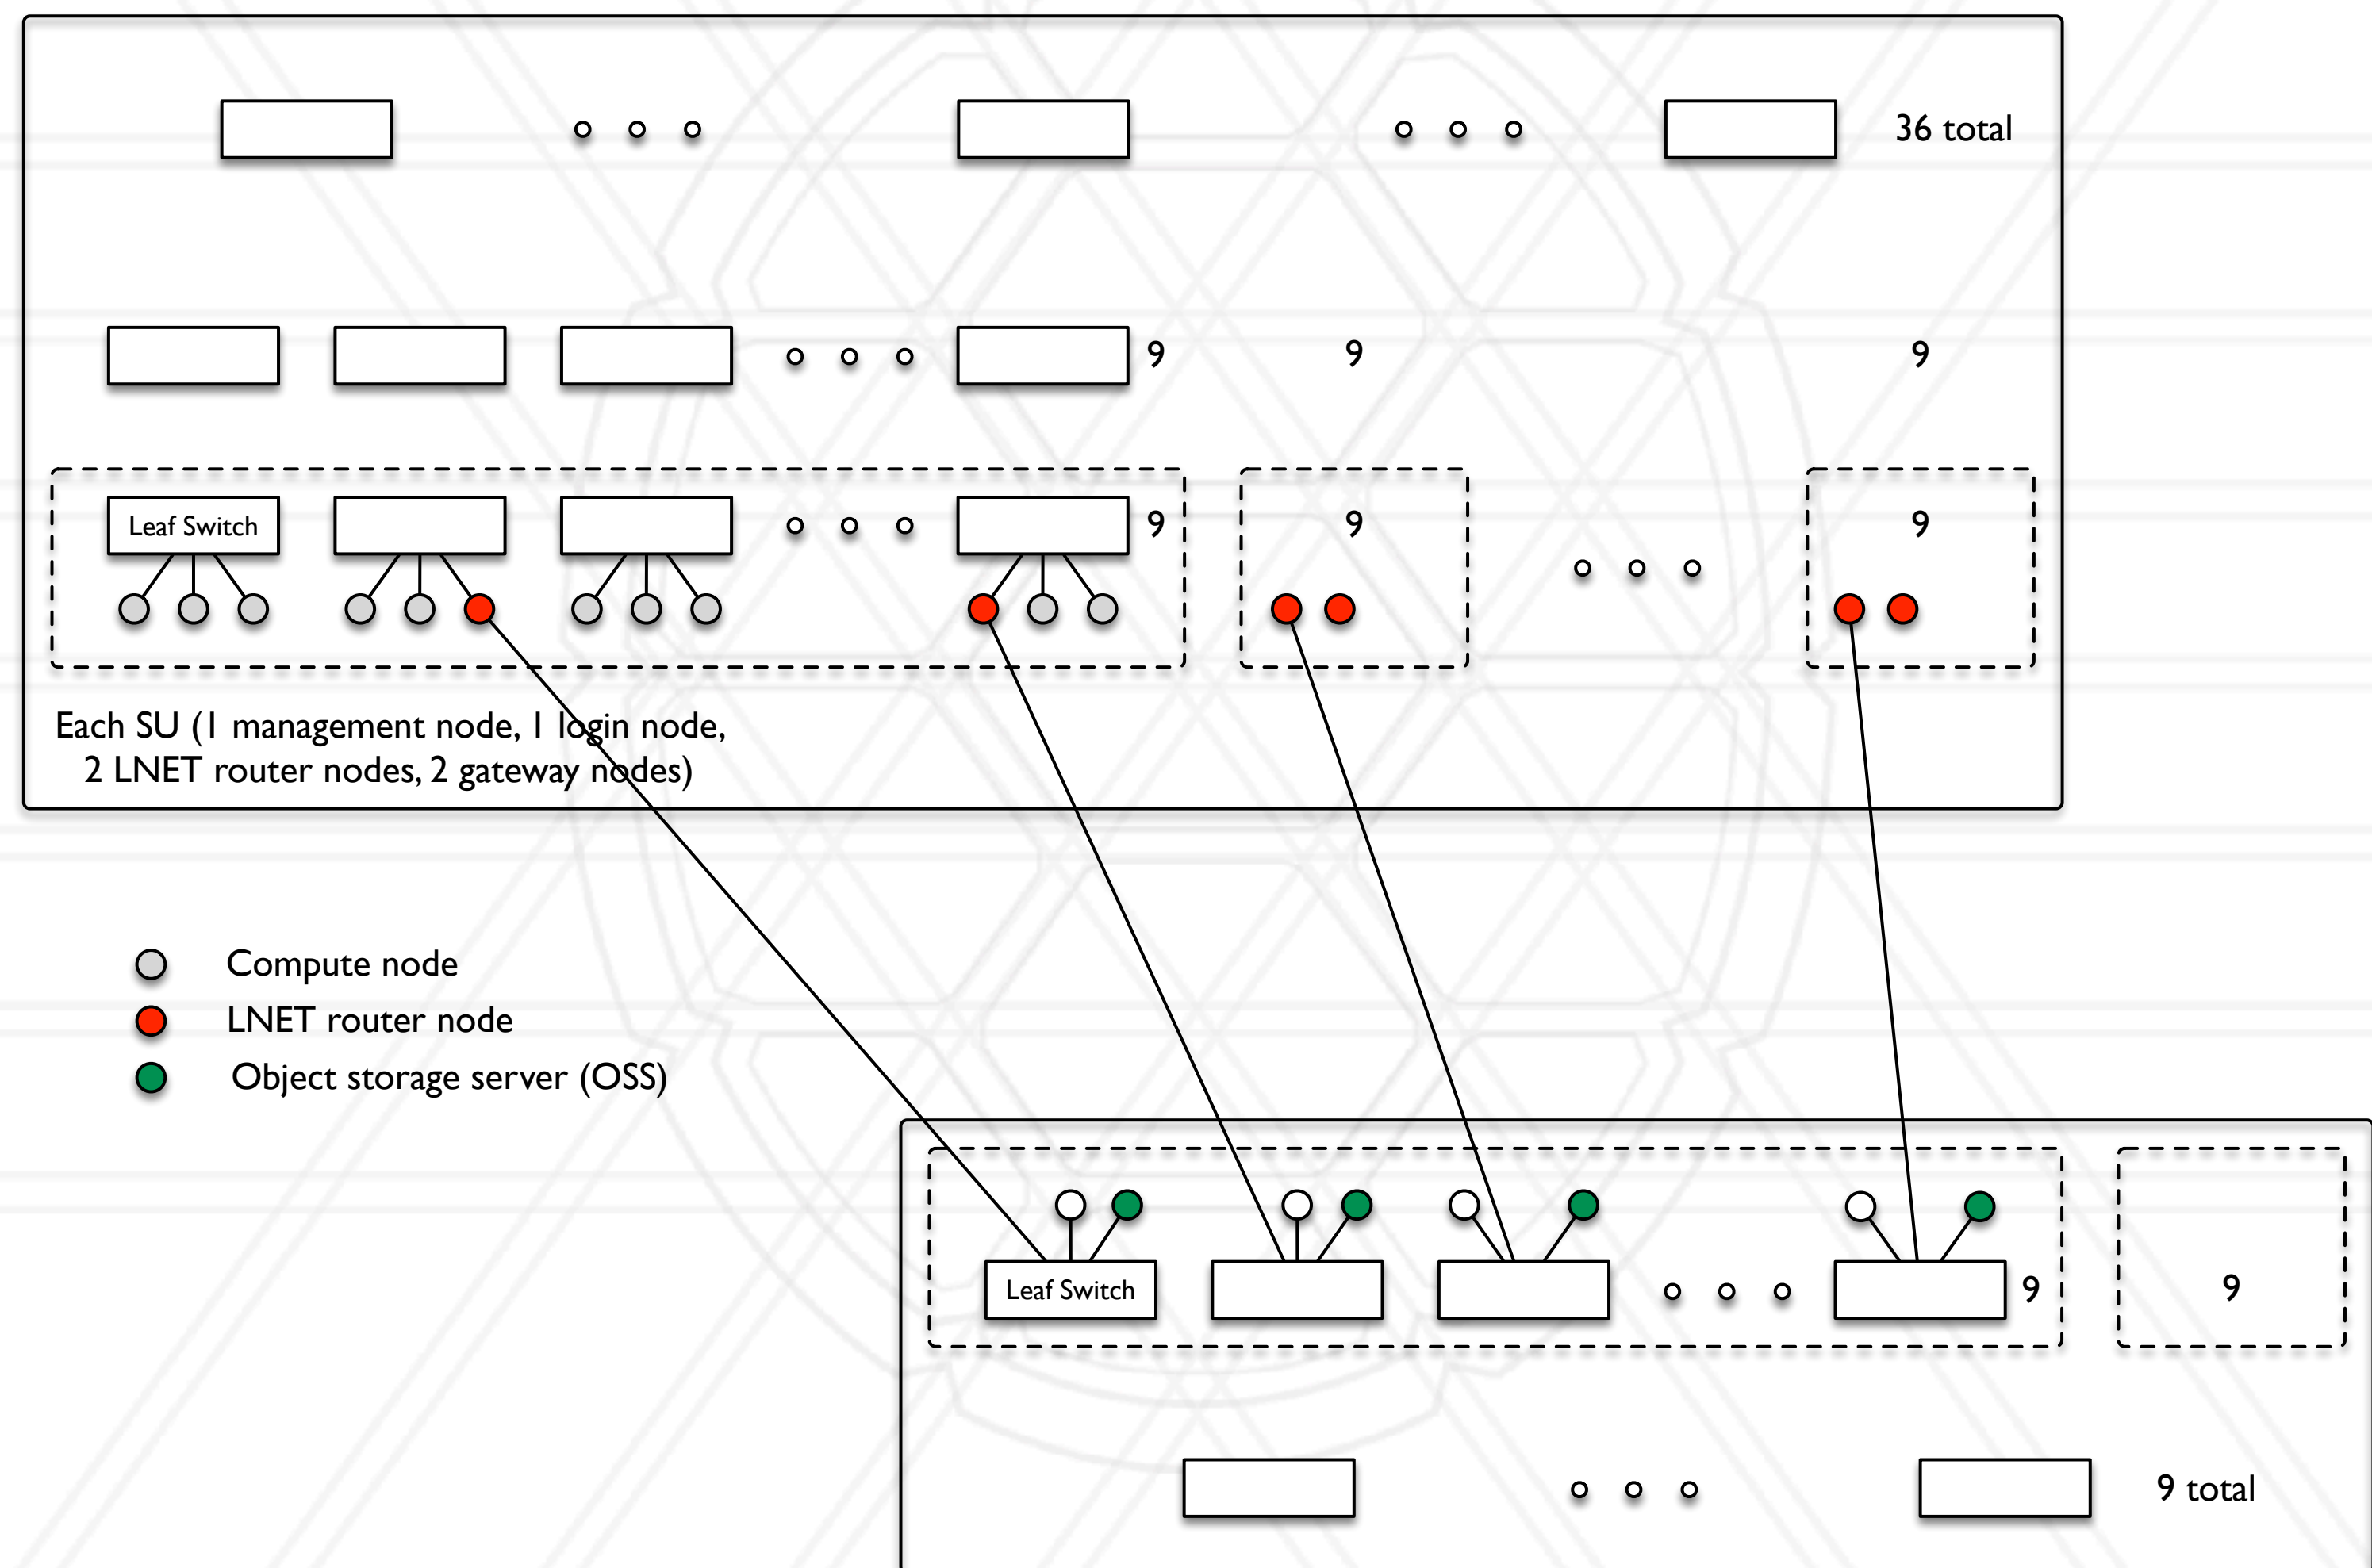 36 total
9 9 9
Leaf Switch 9 9 9
Each SU (1 management node, 1 login node,
2 LNET router nodes, 2 gateway nodes)
Compute node
LNET router node
Object storage server (OSS)
Leaf Switch 9 9
9 total